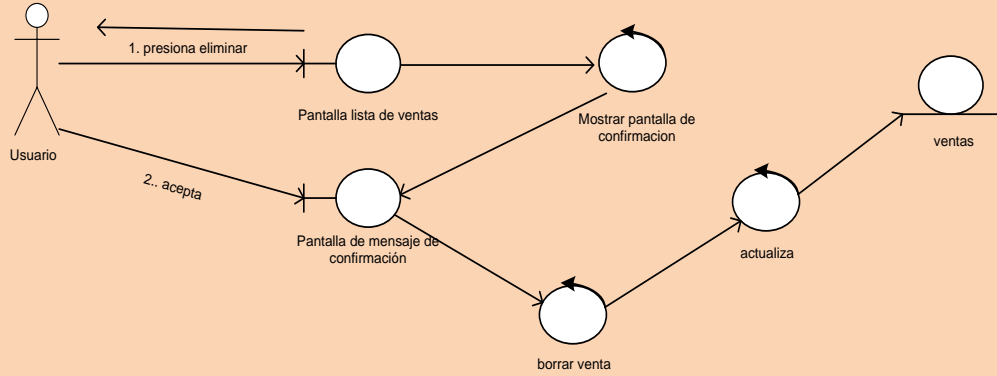 1. presiona eliminar
Pantalla lista de ventas
Mostrar pantalla de
confirmacion
ventas
Usuario
2.. acepta
Pantalla de mensaje de
confirmación
actualiza
borrar venta